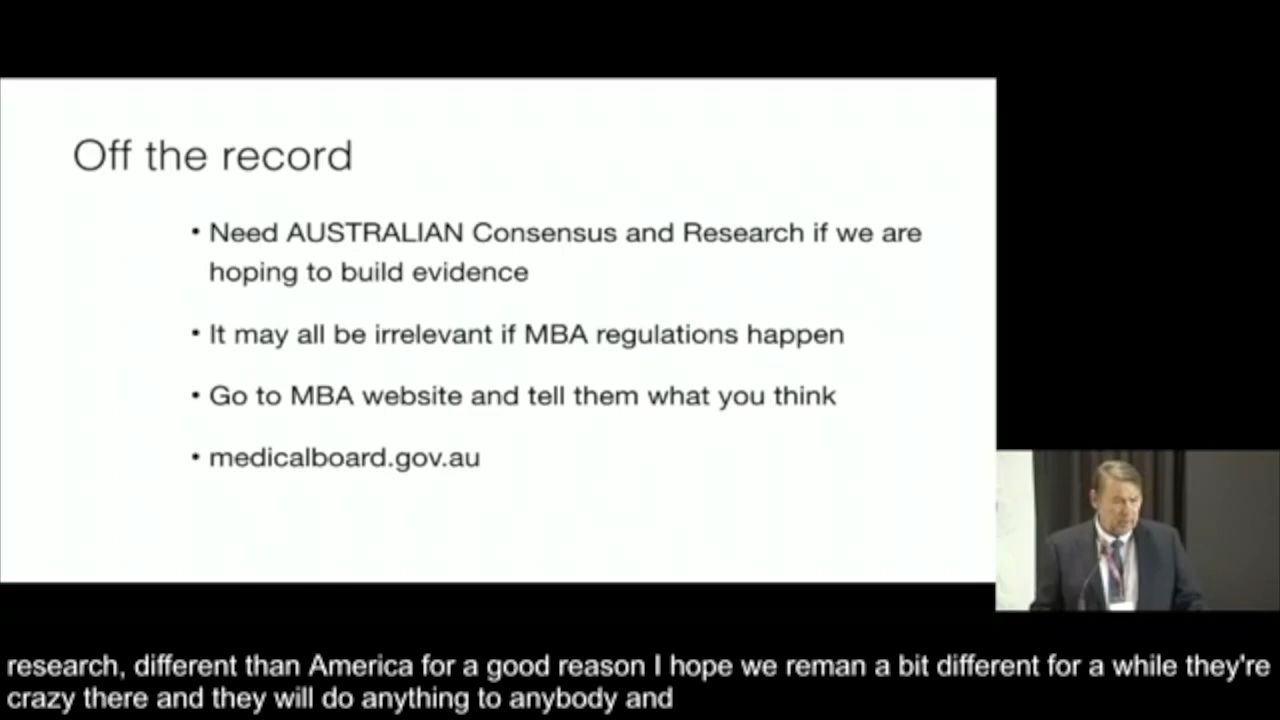 Off the record
• Need AUSTRALIAN Consensus and Research if we are
hoping to build evidence
• It may all be irrelevant if MBA regulations happen
• Go to MBA website and tell them what you think
• medicalboard.gov.au
research, different than America for a good reason I hope we reman a bit different for a while they're
crazy there and they will do anything to anybody and